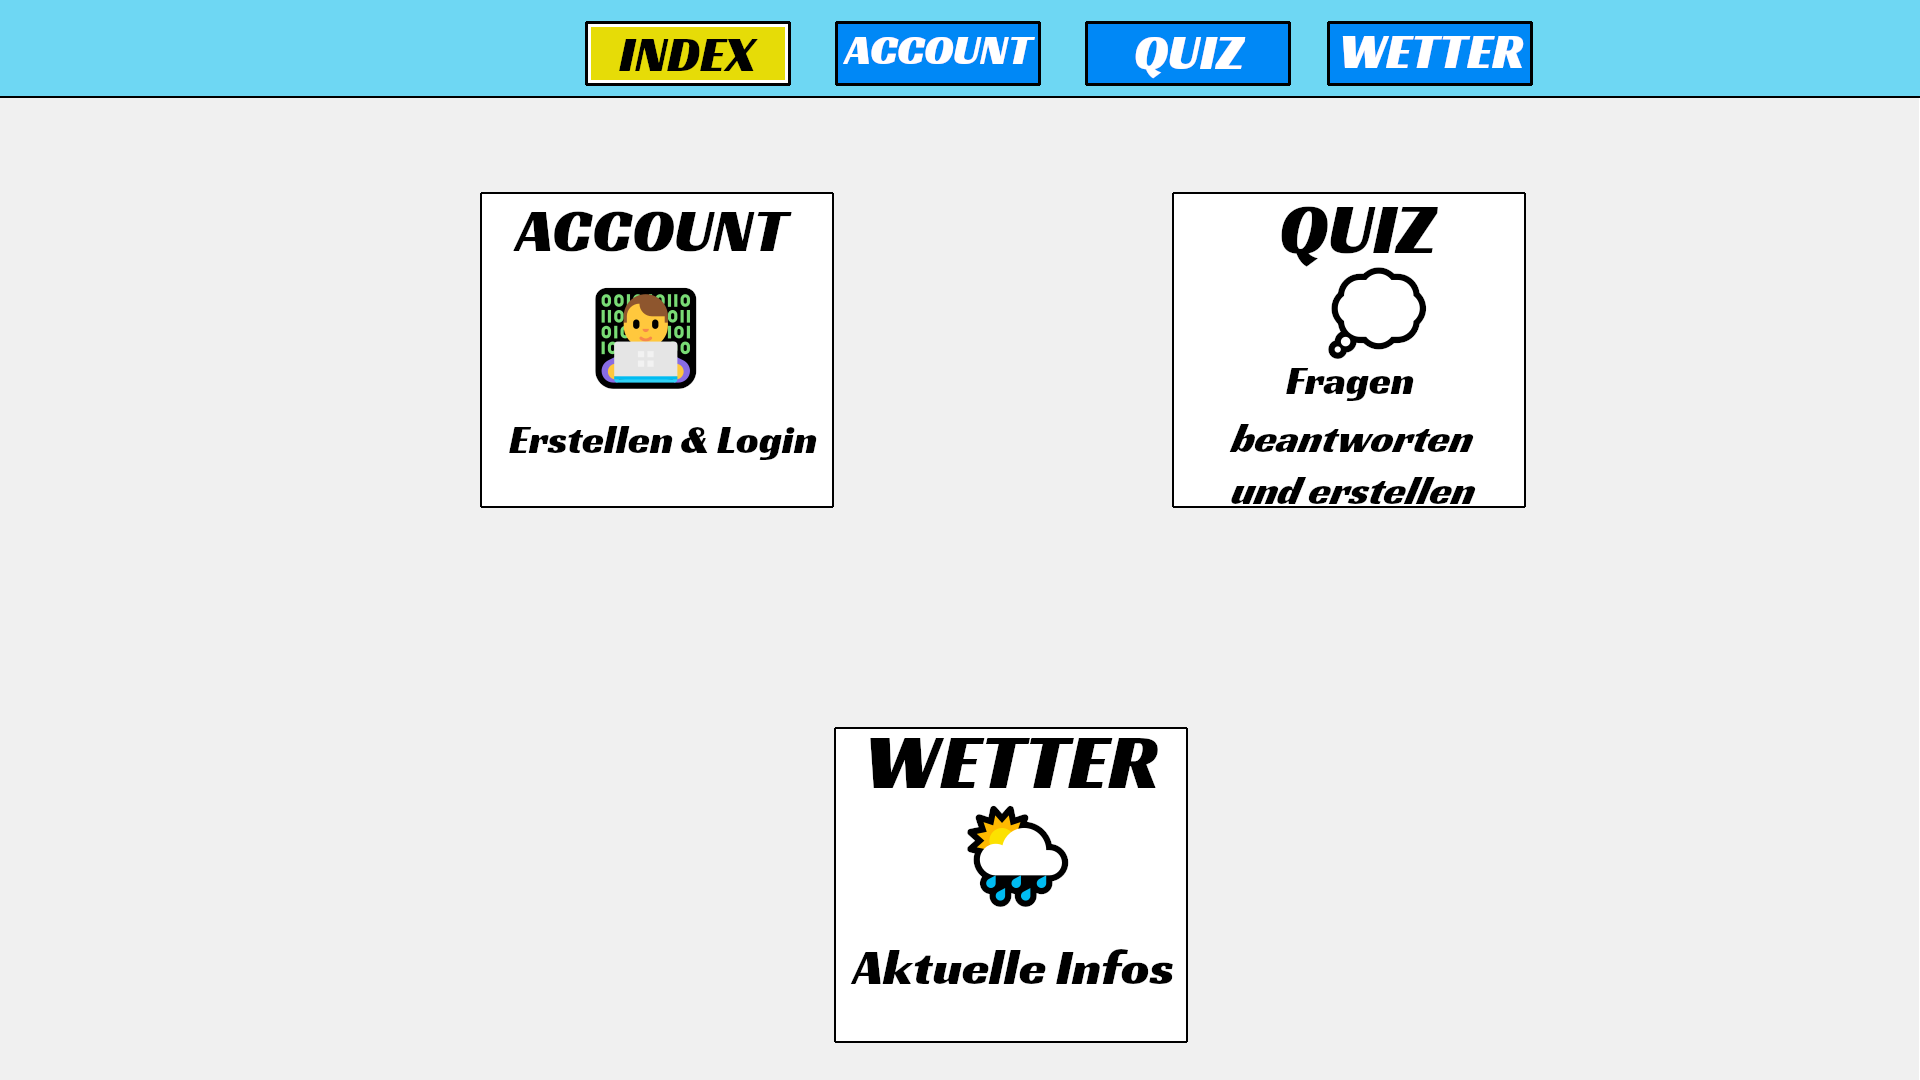 INDEX
ACCOUNT
QUIZ
WETTER
ACCOUNT
Erstellen & Login
QUIZ
Fragen
beantworten
und erstellen
WETTER
Aktuelle Infos